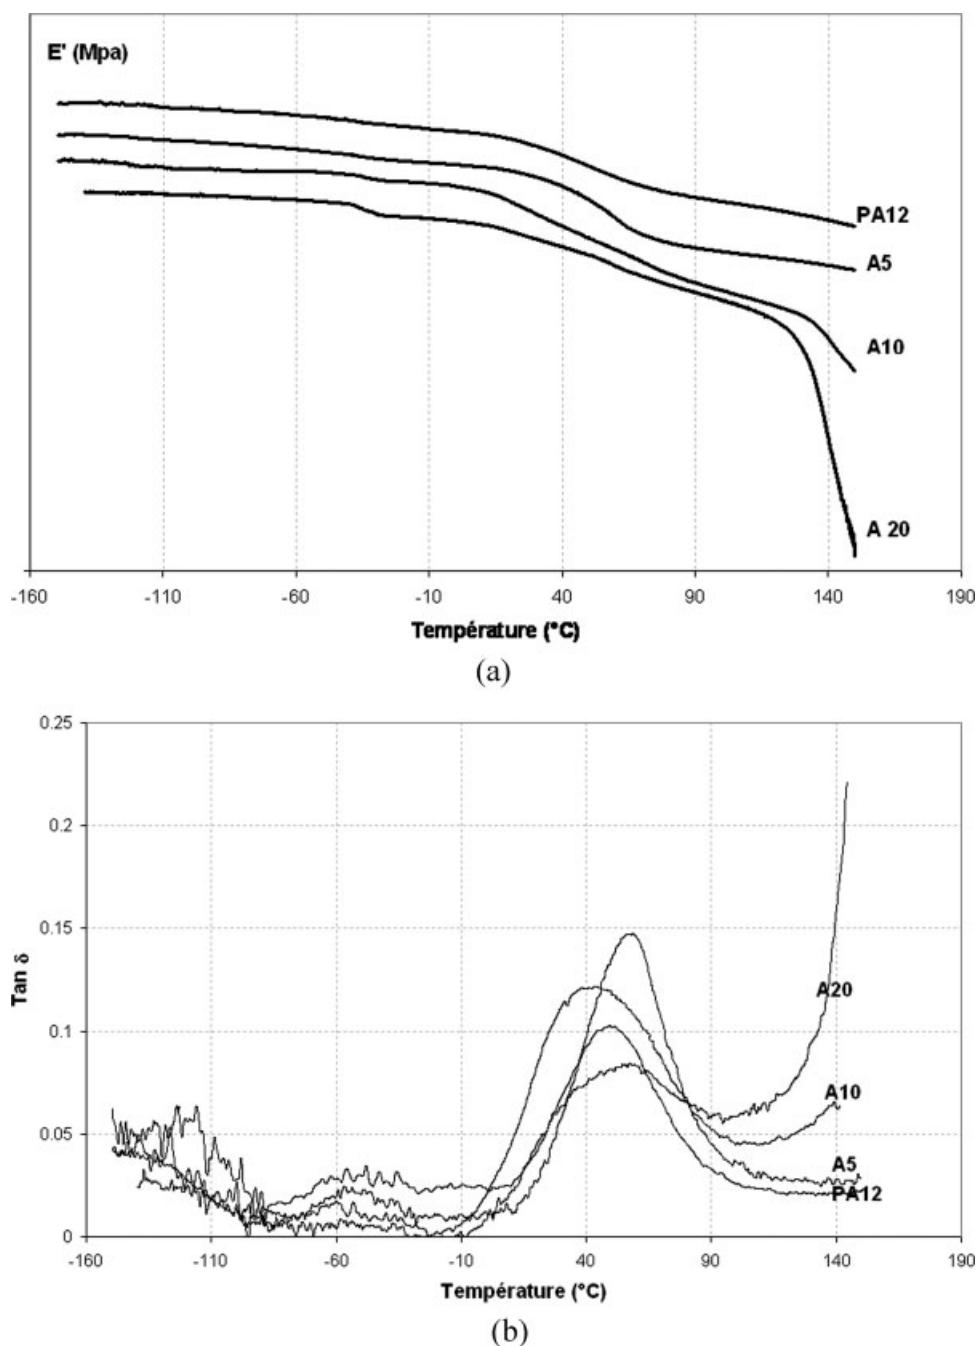 E' (Mpa)
PA12
A5
A10
A 20
-160 -110 -60 -10 40 90 140 190
Température (°C)
(a)
0.25
0.2
0.15
0.1
0.05
0
Tan δ
A20
A10
A5
PA12
-160 -110 -60 -10 40 90 140 190
Température (°C)
(b)